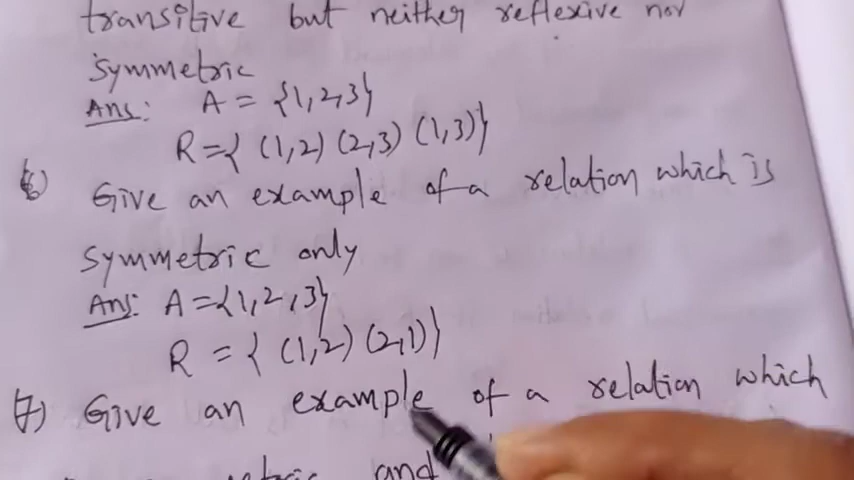 transitive but neither reflexive nor
symmetric
Ans: A = {1,2,3}
R = { (1,2) (2,3) (1,3)}
6) Give an example of a relation which is
symmetric only
Ans: A = {1,2,3}
R = { (1,2) (2,1)}
7) Give an example of a relation which
and